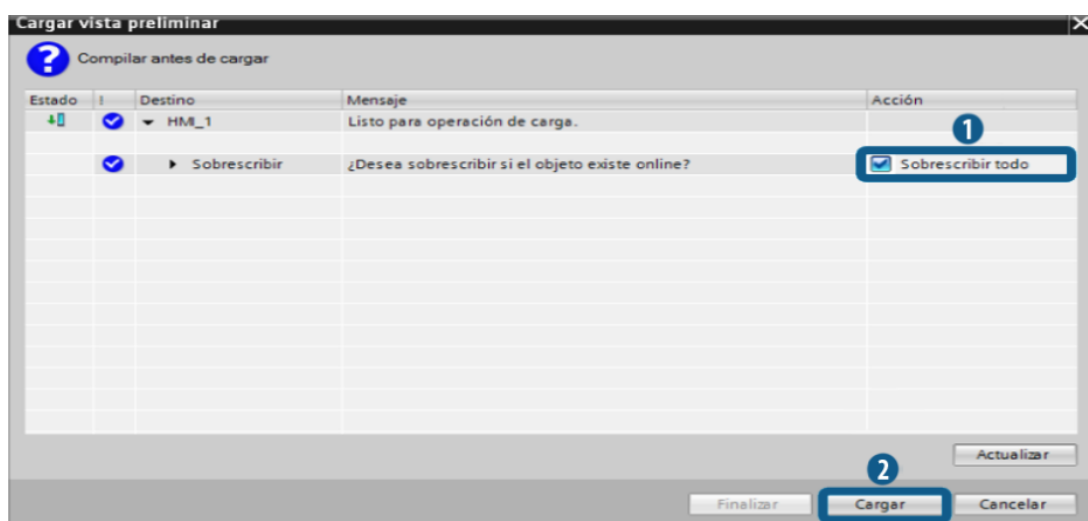 Cargar vista preliminar
?
Compilar antes de cargar
Estado ! Destino Mensaje Acción
HMI_1 Listo para operación de carga.
1
Sobrescribir ¿Desea sobrescribir si el objeto existe online? Sobrescribir todo
Actualizar
2
Finalizar Cargar Cancelar